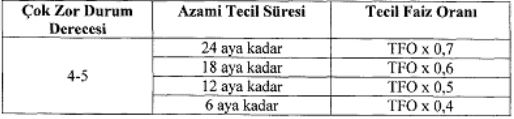 Çok Zor Durum Derecesi Azami Tecil Süresi Tecil Faiz Oranı
4-5
24 aya kadar TFO x 0,7
18 aya kadar TFO x 0,6
12 aya kadar TFO x 0,5
6 aya kadar TFO x 0,4